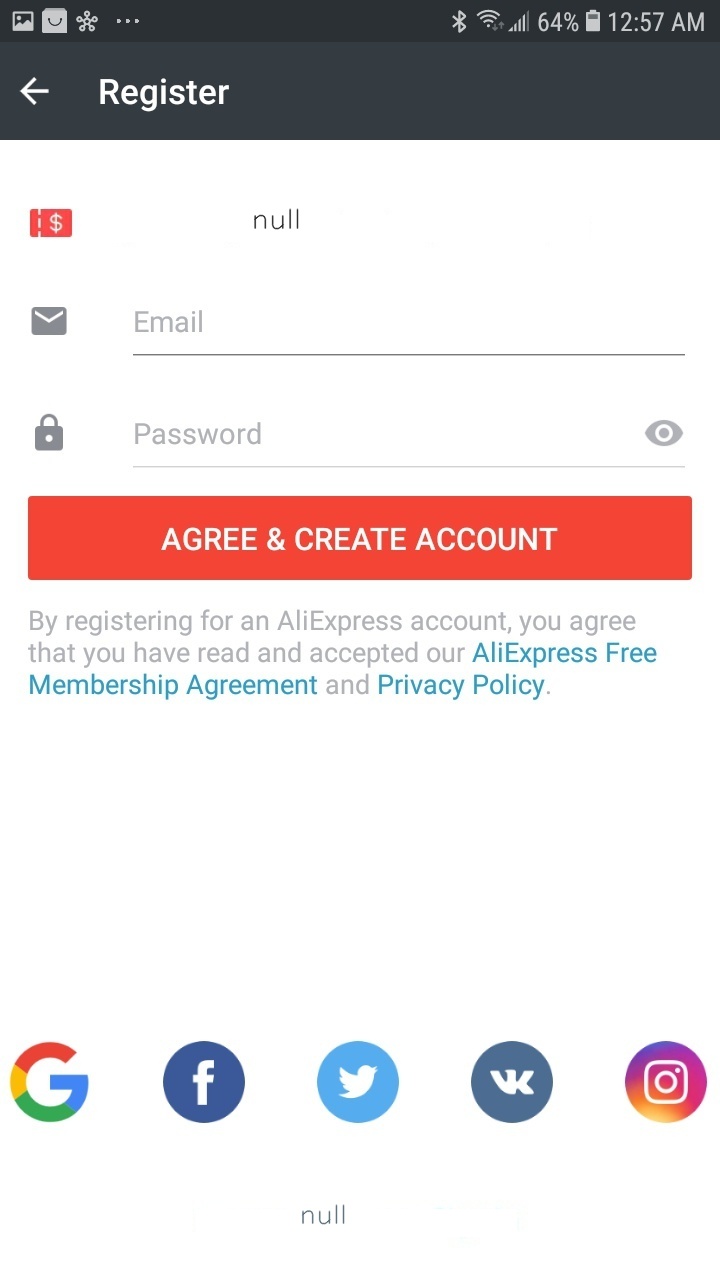 64% 12:57 AM
Register
$ null
Email
Password
AGREE & CREATE ACCOUNT
By registering for an AliExpress account, you agree
that you have read and accepted our AliExpress Free
Membership Agreement and Privacy Policy.
null